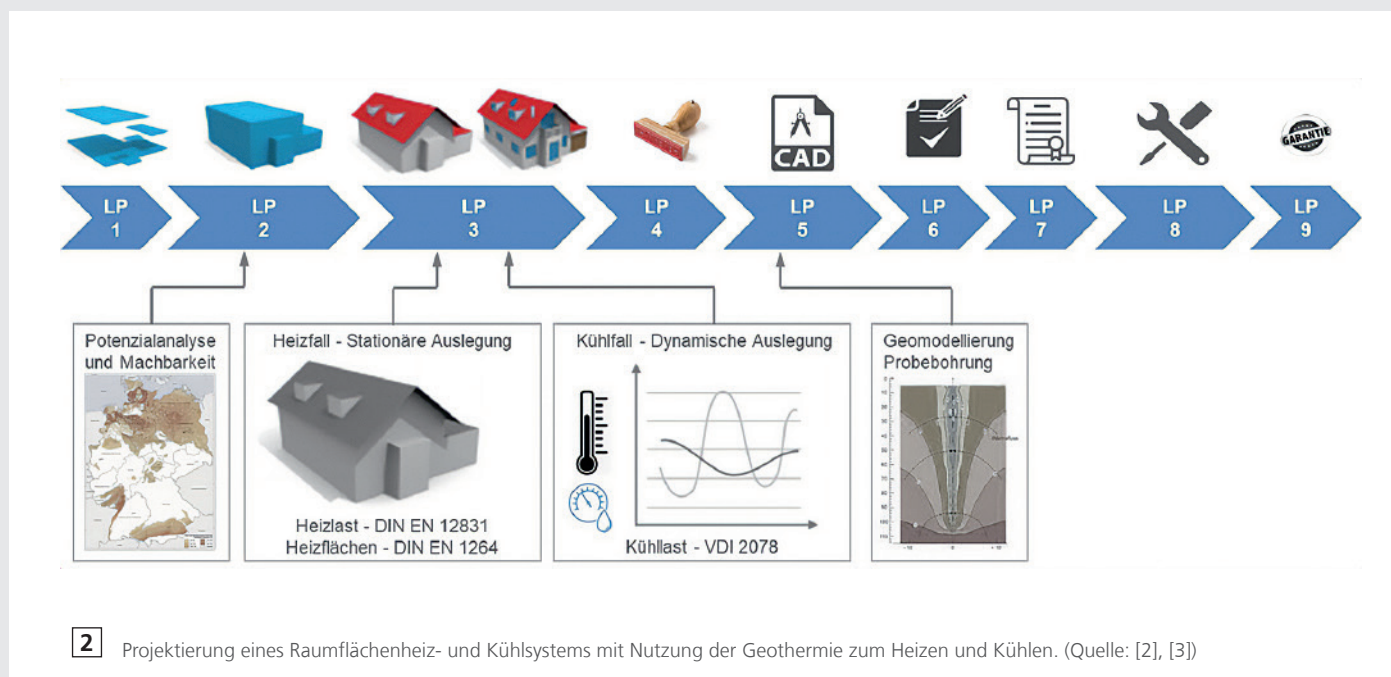 CAD
GARANTIE
LP
1
LP
2
LP
3
LP
4
LP
5
LP
6
LP
7
LP
8
LP
9
Potenzialanalyse
und Machbarkeit
Heizfall - Stationäre Auslegung
Heizlast - DIN EN 12831
Heizflächen - DIN EN 1264
Kühlfall - Dynamische Auslegung
Kühllast - VDI 2078
Geomodellierung
Probebohrung
2 Projektierung eines Raumflächenheiz- und Kühlsystems mit Nutzung der Geothermie zum Heizen und Kühlen. (Quelle: [2], [3])